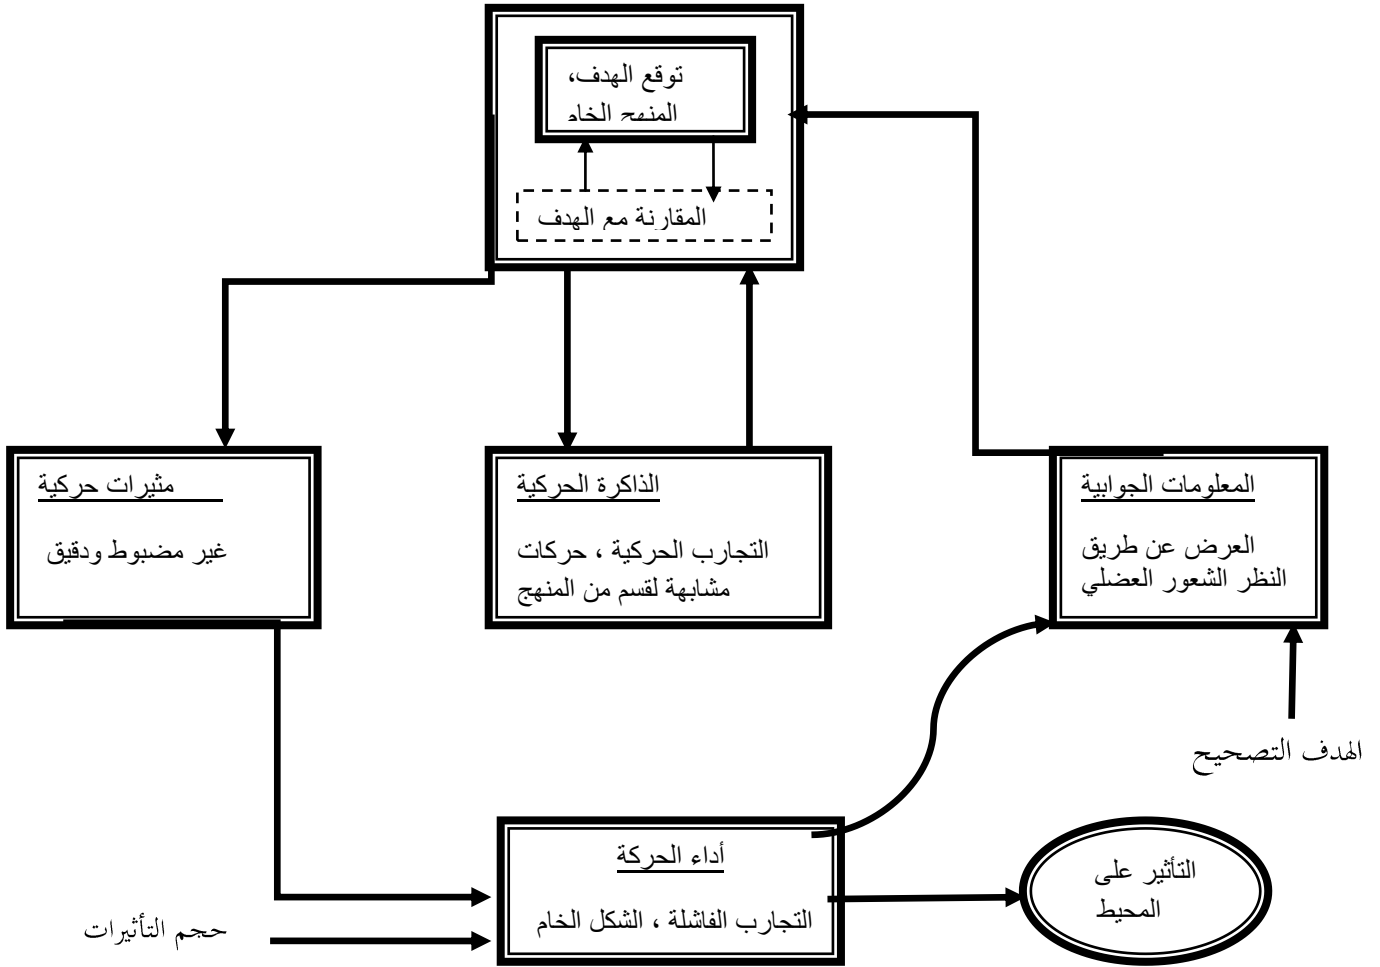 توقع الهدف،
المنهج الخام
المقارنة مع الهدف
المعلومات الجوابية
العرض عن طريق
النظر الشعور العضلي
الذاكرة الحركية
التجارب الحركية ، حركات
مشابهة لقسم من المنهج
مثيرات حركية
غير مضبوط ودقيق
الهدف التصحيح
أداء الحركة
التجارب الفاشلة ، الشكل الخام
التأثير على
المحيط
حجم التأثيرات